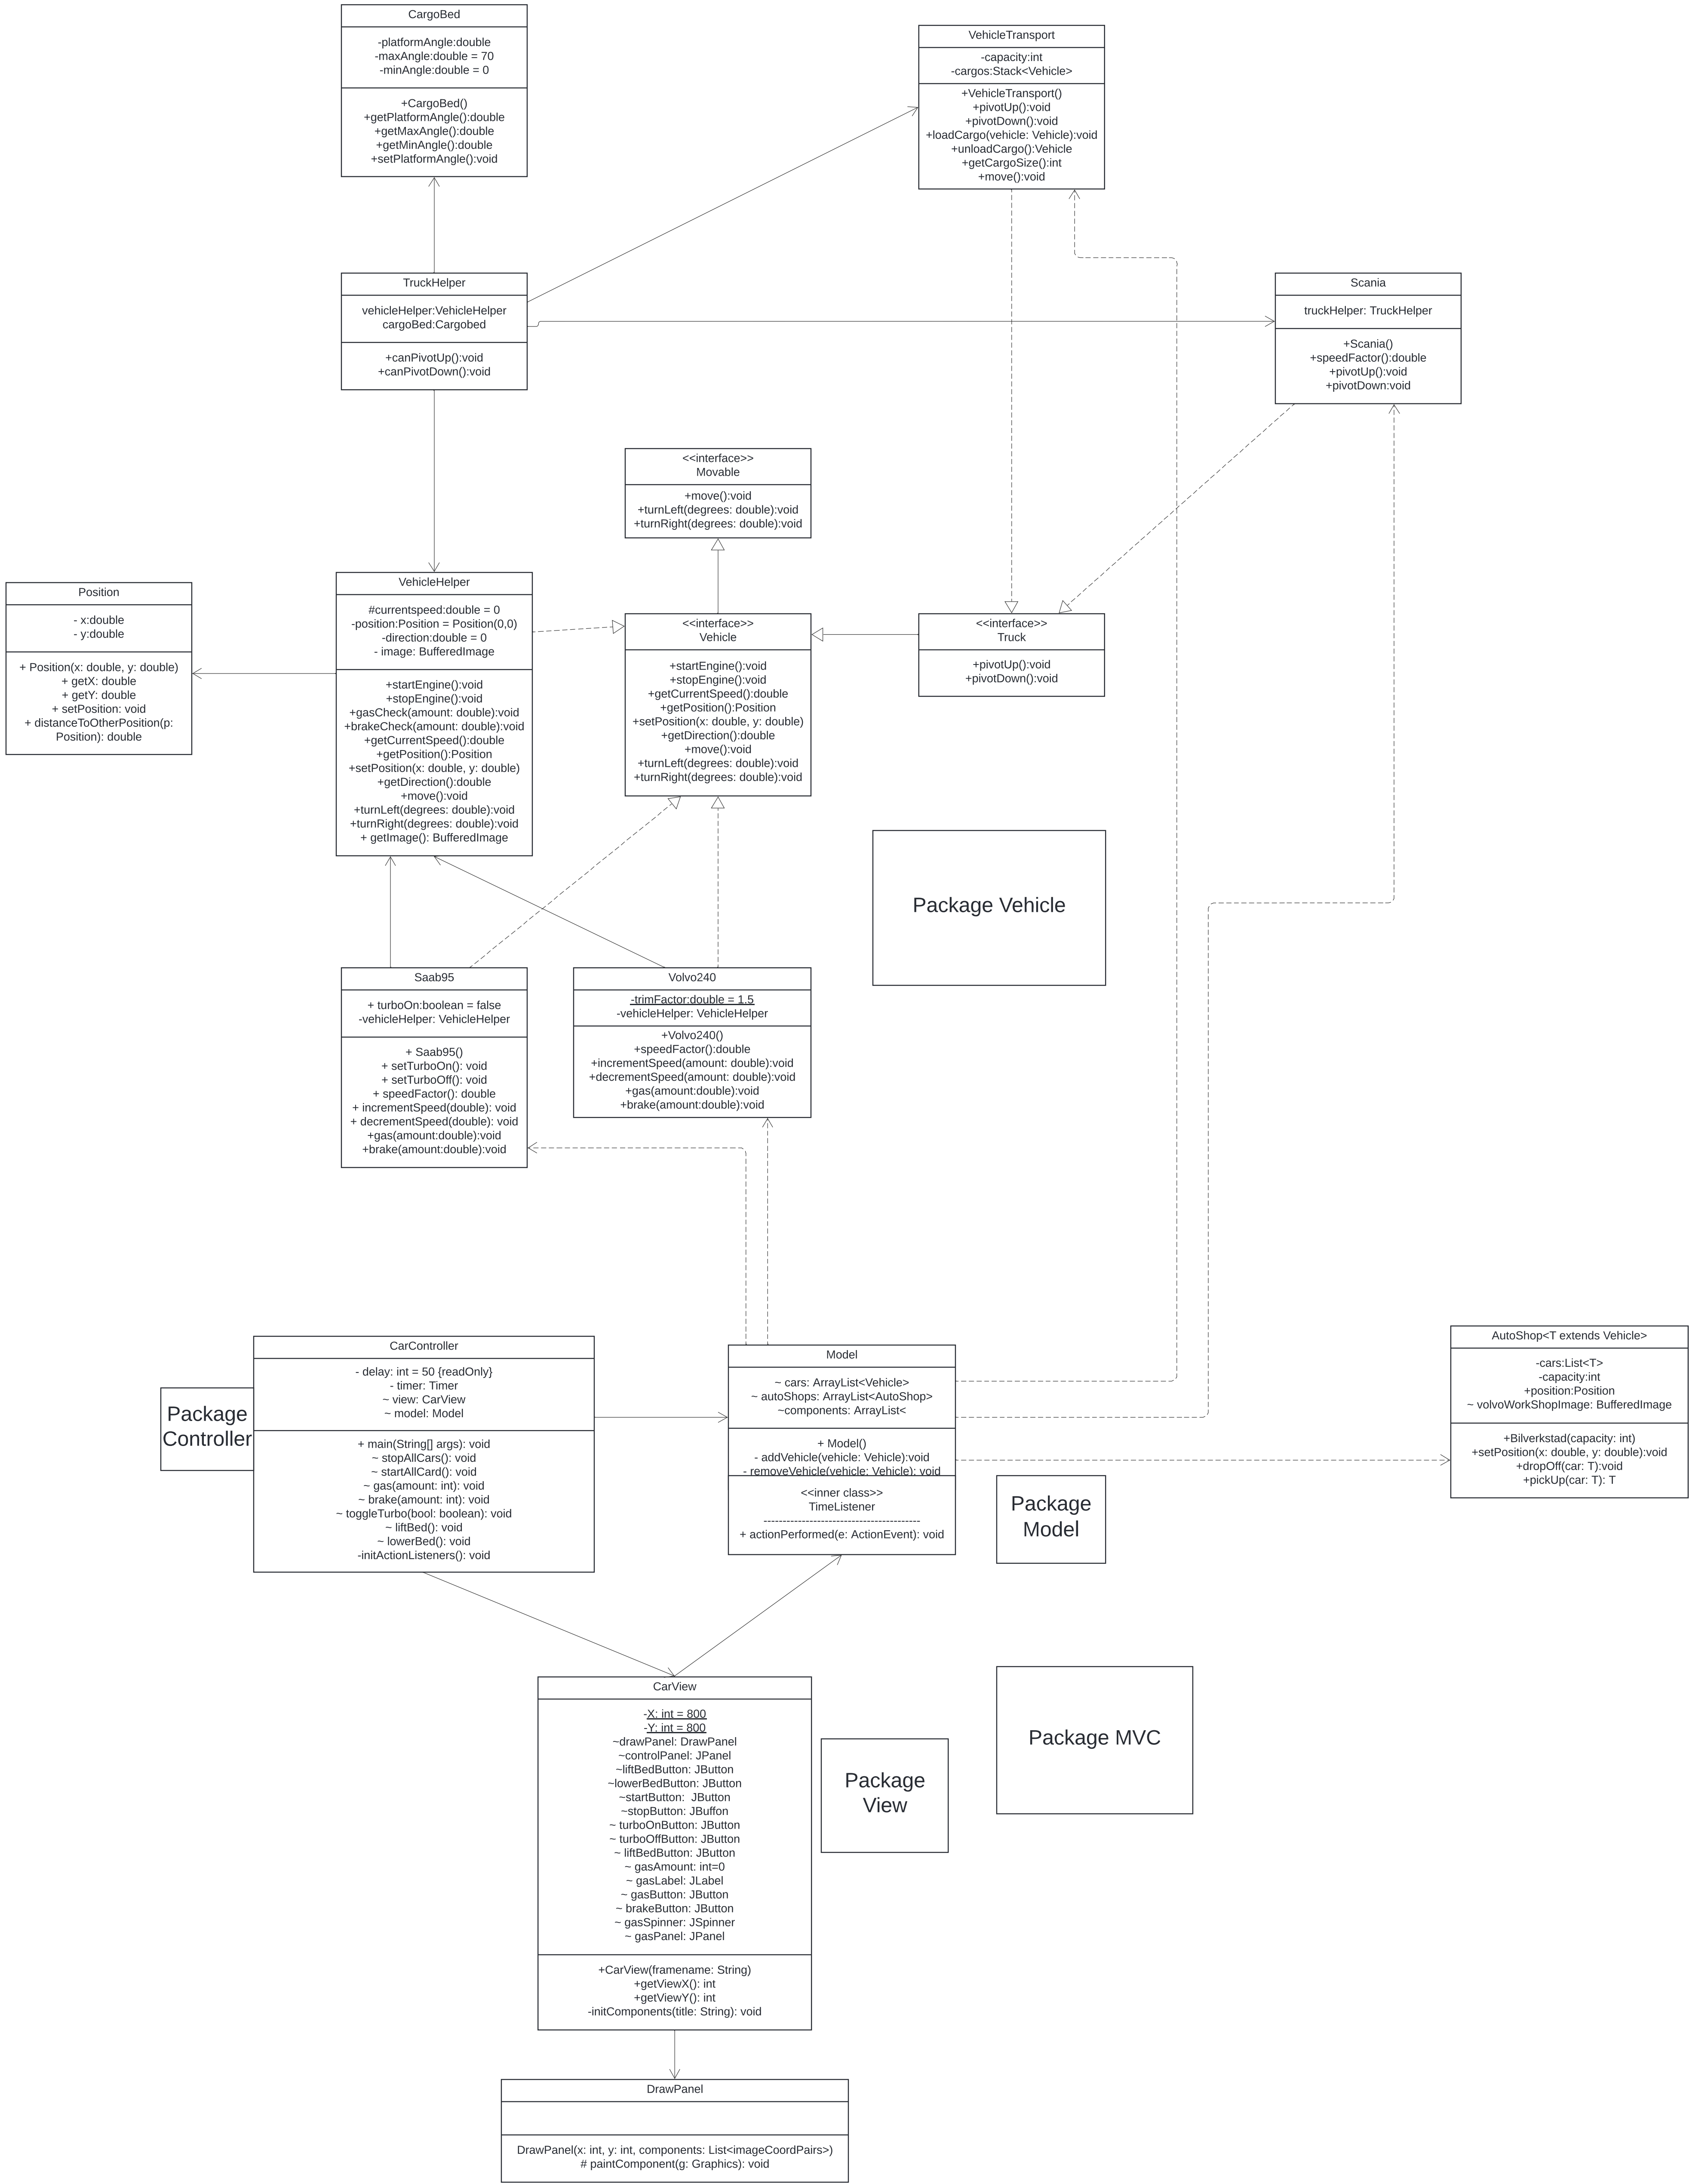 CargoBed
-platformAngle:double
-maxAngle:double = 70
-minAngle:double = 0
+CargoBed()
+getPlatformAngle():double
+getMaxAngle():double
+getMinAngle():double
+setPlatformAngle():void
VehicleTransport
-capacity:int
-cargos:Stack<Vehicle>
+VehicleTransport()
+pivotUp():void
+pivotDown():void
+loadCargo(vehicle: Vehicle):void
+unloadCargo():Vehicle
+getCargoSize():int
+move():void
TruckHelper
vehicleHelper:VehicleHelper
cargoBed:Cargobed
+canPivotUp():void
+canPivotDown():void
Scania
truckHelper: TruckHelper
+Scania()
+speedFactor():double
+pivotUp():void
+pivotDown:void
<<interface>>
Movable
+move():void
+turnLeft(degrees: double):void
+turnRight(degrees: double):void
Position
- x:double
- y:double
+ Position(x: double, y: double)
+ getX: double
+ getY: double
+ setPosition: void
+ distanceToOtherPosition(p:
Position): double
VehicleHelper
#currentspeed:double = 0
-position:Position = Position(0,0)
-direction:double = 0
- image: BufferedImage
+startEngine():void
+stopEngine():void
+gasCheck(amount: double):void
+brakeCheck(amount: double):void
+getCurrentSpeed():double
+getPosition():Position
+setPosition(x: double, y: double)
+getDirection():double
+move():void
+turnLeft(degrees: double):void
+turnRight(degrees: double):void
+ getImage(): BufferedImage
<<interface>>
Vehicle
+startEngine():void
+stopEngine():void
+getCurrentSpeed():double
+getPosition():Position
+setPosition(x: double, y: double)
+getDirection():double
+move():void
+turnLeft(degrees: double):void
+turnRight(degrees: double):void
<<interface>>
Truck
+pivotUp():void
+pivotDown():void
Package Vehicle
Saab95
+ turboOn:boolean = false
-vehicleHelper: VehicleHelper
+ Saab95()
+ setTurboOn(): void
+ setTurboOff(): void
+ speedFactor(): double
+ incrementSpeed(double): void
+ decrementSpeed(double): void
+gas(amount:double):void
+brake(amount:double):void
Volvo240
-trimFactor:double = 1.5
-vehicleHelper: VehicleHelper
+Volvo240()
+speedFactor():double
+incrementSpeed(amount: double):void
+decrementSpeed(amount: double):void
+gas(amount:double):void
+brake(amount:double):void
Package
Controller
CarController
- delay: int = 50 {readOnly}
- timer: Timer
~ view: CarView
~ model: Model
+ main(String[] args): void
~ stopAllCars(): void
~ startAllCard(): void
~ gas(amount: int): void
~ brake(amount: int): void
~ toggleTurbo(bool: boolean): void
~ liftBed(): void
~ lowerBed(): void
-initActionListeners(): void
Model
~ cars: ArrayList<Vehicle>
~ autoShops: ArrayList<AutoShop>
~components: ArrayList<
+ Model()
- addVehicle(vehicle: Vehicle):void
- removeVehicle(vehicle: Vehicle): void
<<inner class>>
TimeListener
----------------------------------------
+ actionPerformed(e: ActionEvent): void
Package
Model
AutoShop<T extends Vehicle>
-cars:List<T>
-capacity:int
+position:Position
~ volvoWorkShopImage: BufferedImage
+Bilverkstad(capacity: int)
+setPosition(x: double, y: double):void
+dropOff(car: T):void
+pickUp(car: T): T
CarView
-X: int = 800
-Y: int = 800
~drawPanel: DrawPanel
~controlPanel: JPanel
~liftBedButton: JButton
~lowerBedButton: JButton
~startButton:  JButton
~stopButton: JBuffon
~ turboOnButton: JButton
~ turboOffButton: JButton
~ liftBedButton: JButton
~ gasAmount: int=0
~ gasLabel: JLabel
~ gasButton: JButton
~ brakeButton: JButton
~ gasSpinner: JSpinner
~ gasPanel: JPanel
+CarView(framename: String)
+getViewX(): int
+getViewY(): int
-initComponents(title: String): void
Package
View
Package MVC
DrawPanel
DrawPanel(x: int, y: int, components: List<imageCoordPairs>)
# paintComponent(g: Graphics): void